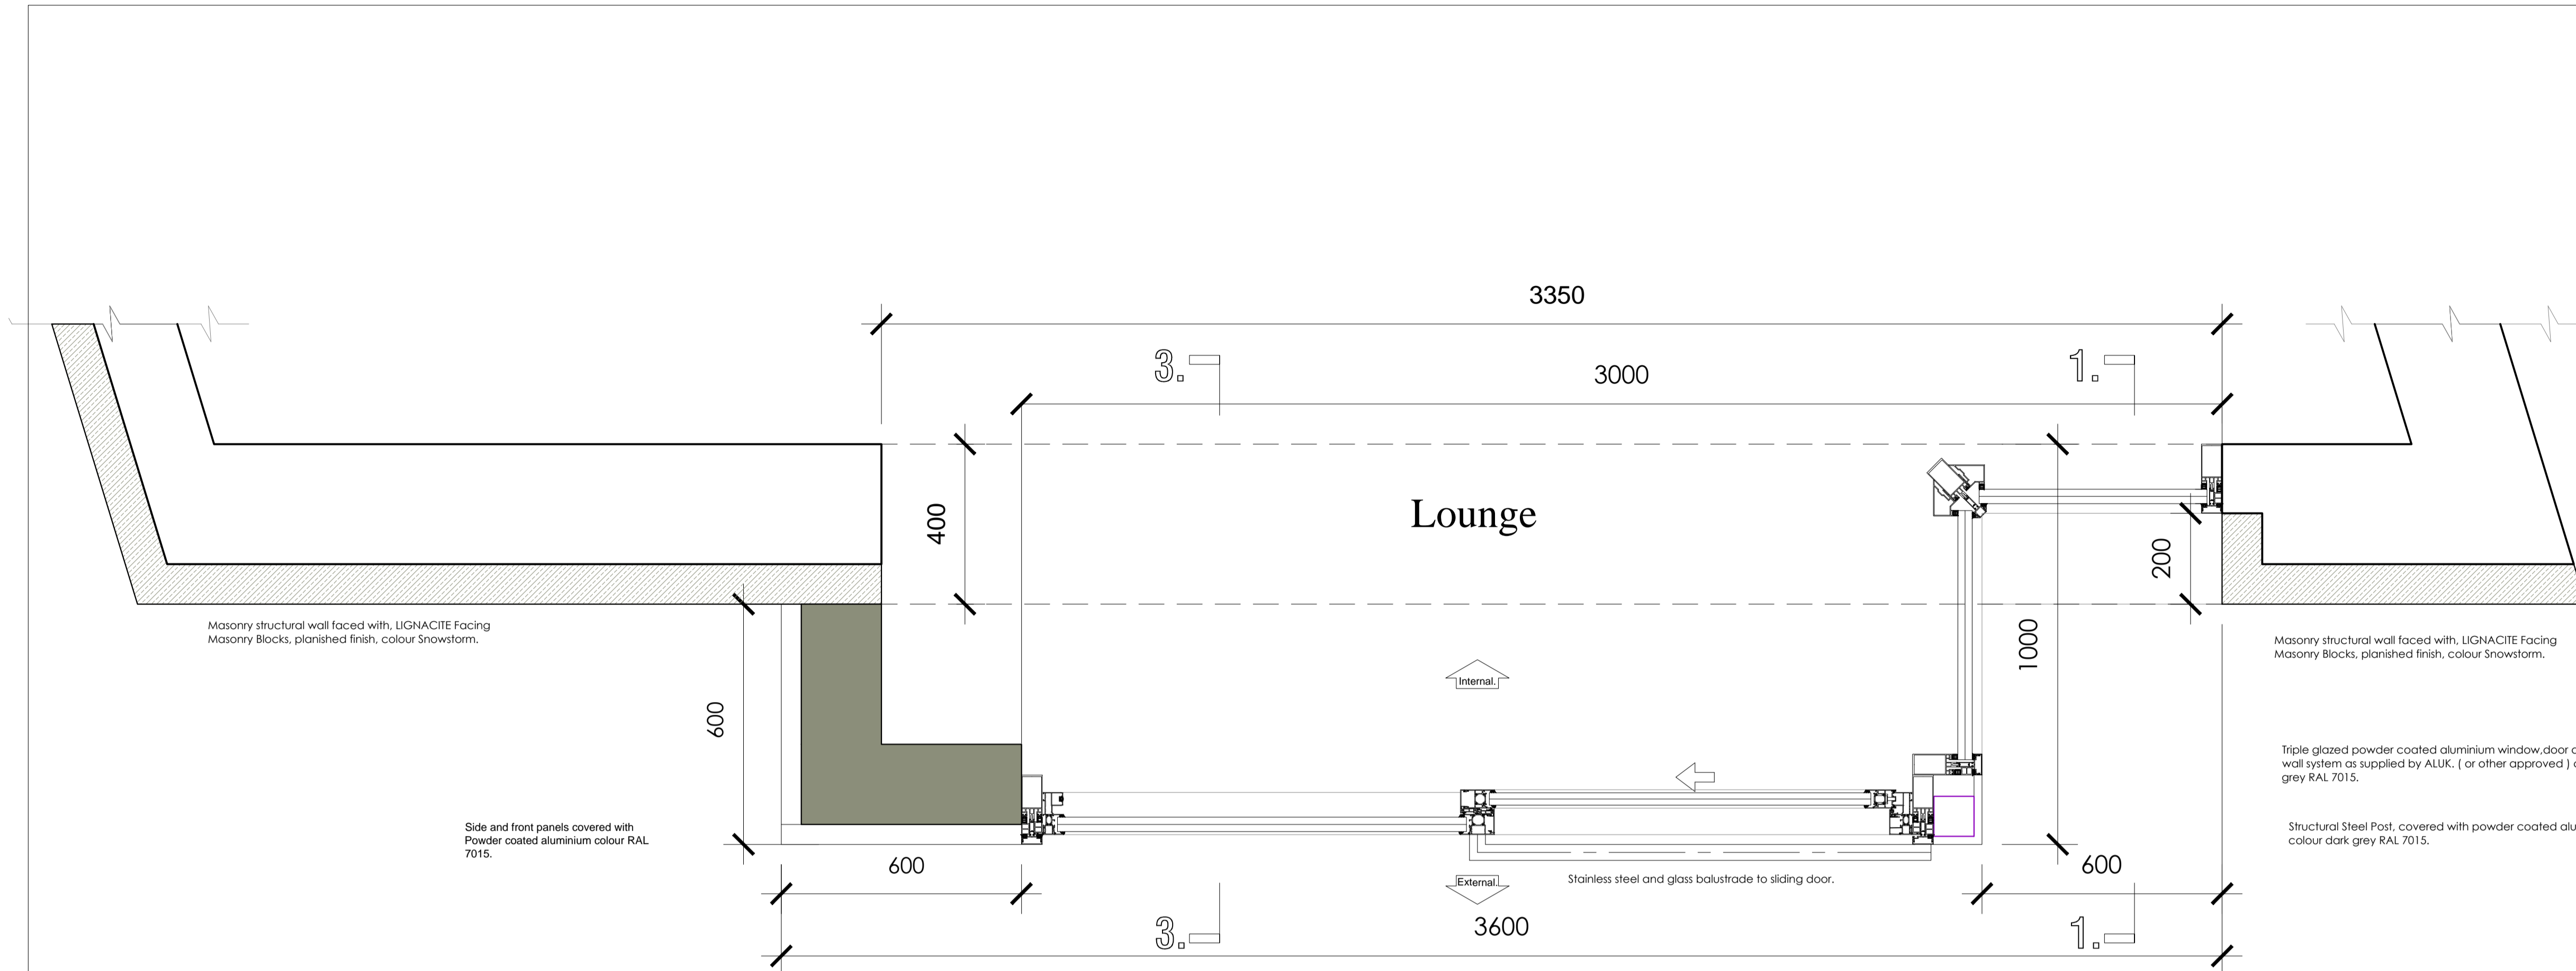 3350
3.
1.
3000
400
Lounge
200
1000
Masonry structural wall faced with, LIGNACITE Facing
Masonry Blocks, planished finish, colour Snowstorm.
Masonry structural wall faced with, LIGNACITE Facing
Masonry Blocks, planished finish, colour Snowstorm.
Internal.
600
Triple glazed powder coated aluminium window,door
wall system as supplied by ALUK. ( or other approved )
grey RAL 7015.
Side and front panels covered with
Powder coated aluminium colour RAL
7015.
Structural Steel Post, covered with powder coated
colour dark grey RAL 7015.
600
External.
Stainless steel and glass balustrade to sliding door.
600
3.
3600
1.